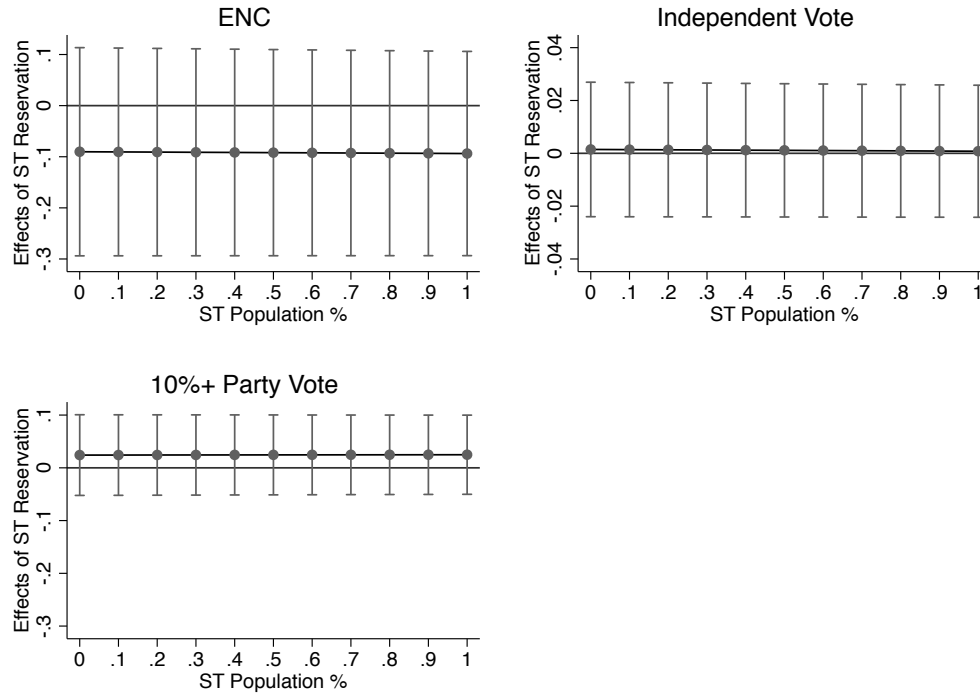 ENC
Effects of ST Reservation
.1
0
-.1
-.2
-.3
0 .1 .2 .3 .4 .5 .6 .7 .8 .9 1
ST Population %
Independent Vote
Effects of ST Reservation
.04
.02
0
-.02
-.04
0 .1 .2 .3 .4 .5 .6 .7 .8 .9 1
ST Population %
10%+ Party Vote
Effects of ST Reservation
.1
0
-.1
-.2
-.3
0 .1 .2 .3 .4 .5 .6 .7 .8 .9 1
ST Population %